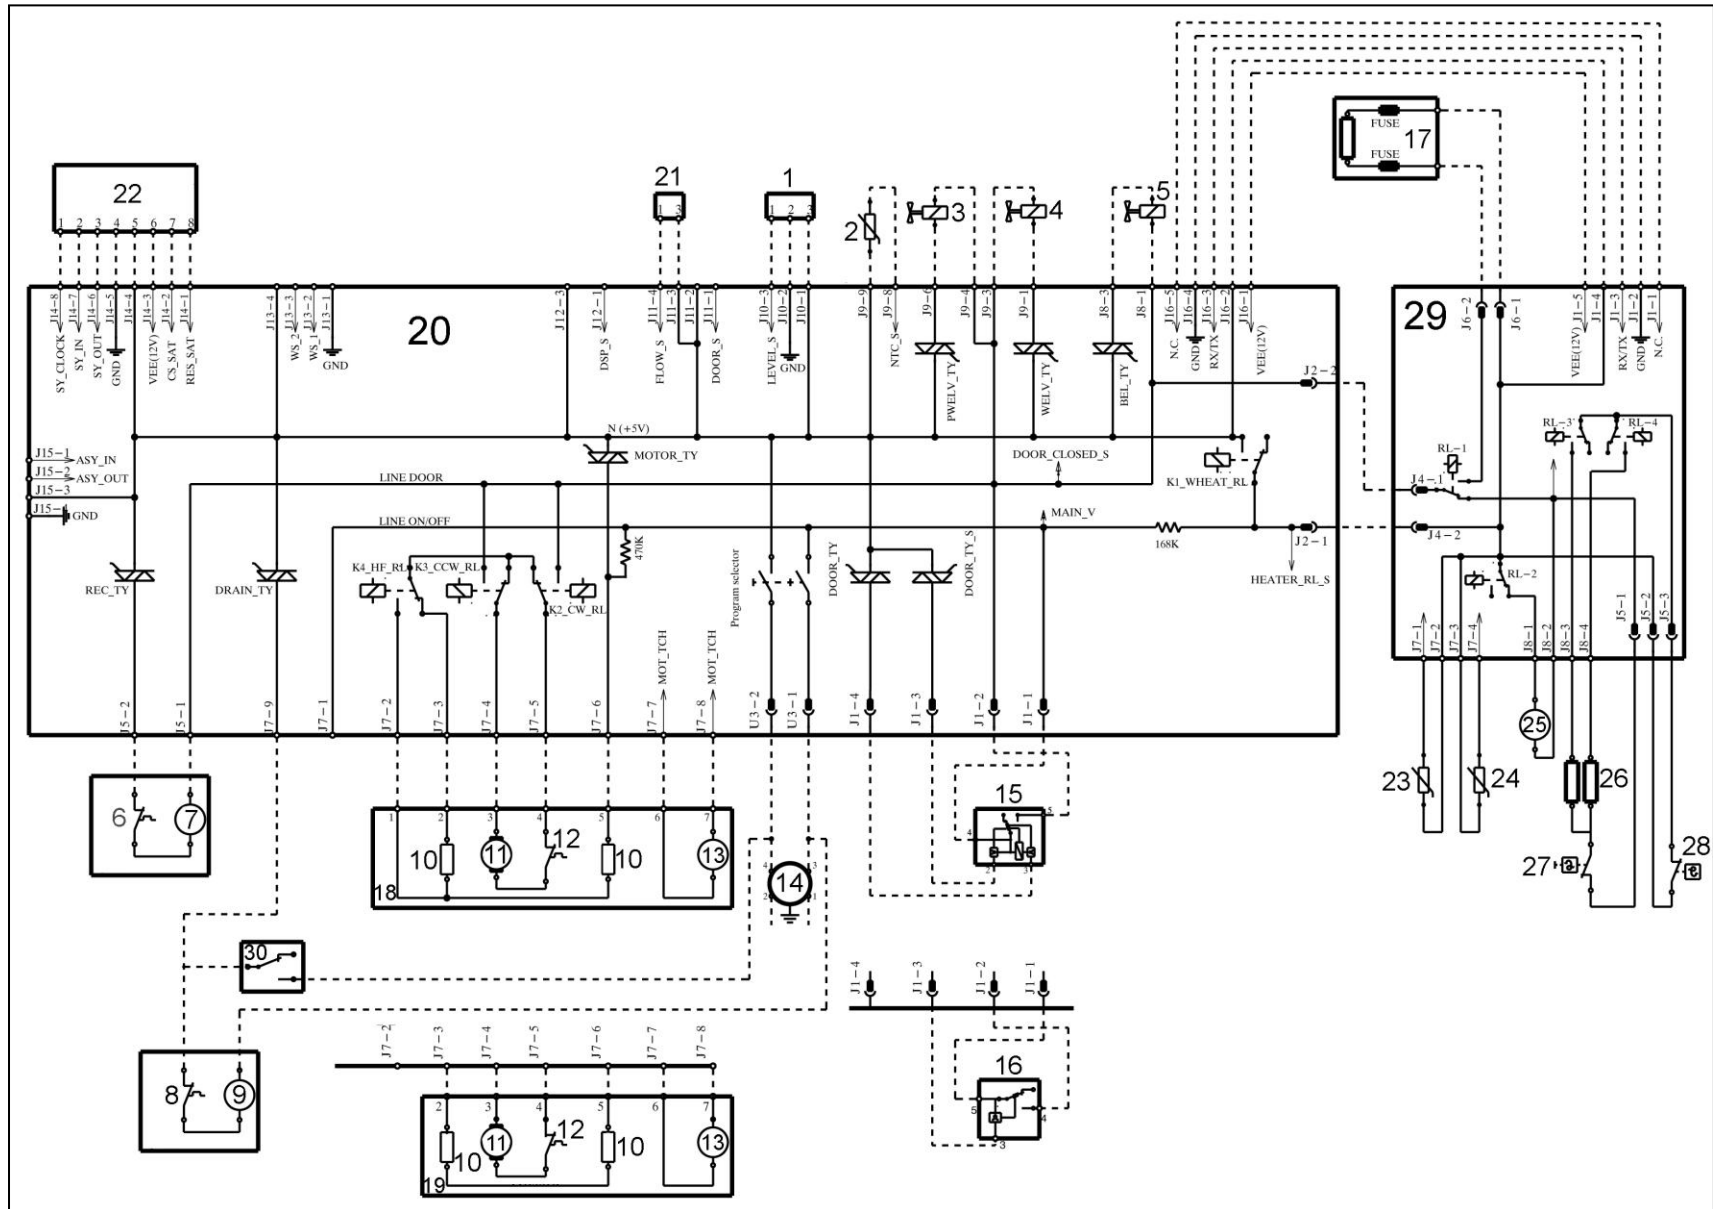 17
FUSE
FUSE
22
1 2 3 4 5 6 7 8
21
1 3
1
1 2 3
2
3
4
5
20
29
J14-8
J14-7
J14-6
J14-5
J14-4
J14-3
J14-2
J14-1
SY_CLOCK
SY_IN
SY_OUT
GND
VEE(12V)
CS_SAT
RES_SAT
J13-4
J13-3
J13-2
J13-1
WS_2
WS_1
GND
J12-3
J12-1
DSP_S
J11-4
J11-3
J11-2
J11-1
FLOW_S
DOOR_S
J10-3
J10-2
J10-1
LEVEL_S
GND
J9-9
J9-8
J9-6
J9-4
J9-3
J9-1
NTC_S
PWELV_TY
WELV_TY
J8-3
J8-1
BEL_TY
J16-5
J16-4
J16-3
J16-2
J16-1
N.C.
GND
RX/TX
VEE(12V)
J6-2
J6-1
J1-5
J1-4
J1-3
J1-2
J1-1
VEE(12V)
RX/TX
GND
N.C.
J2-2
N (+5V)
MOTOR_TY
DOOR_CLOSED_S
K1_WHEAT_RL
J15-1
ASY_IN
J15-2
ASY_OUT
J15-3
J15-4
GND
LINE DOOR
LINE ON/OFF
MAIN_V
168K
470K
J2-1
HEATER_RL_S
RL-3
RL-4
RL-1
J4-1
J4-2
RL-2
REC_TY
DRAIN_TY
K4_HF_RL
K3_CCW_RL
K2_CW_RL
Program selector
DOOR_TY
DOOR_TY_S
MOT_TCH
MOT_TCH
J5-2
J5-1
J7-9
J7-1
J7-2
J7-3
J7-4
J7-5
J7-6
J7-7
J7-8
U3-2
U3-1
J1-4
J1-3
J1-2
J1-1
J7-1
J7-2
J7-3
J7-4
J8-1
J8-2
J8-3
J8-4
J5-1
J5-2
J5-3
6
7
1 2 3 4 5 6 7
10
11
12
10
13
18
14
4
3
2
1
15
5
4
2
3
23
24
25
26
27
28
30
8
9
J1-4
J1-3
J1-2
J1-1
16
5
4
3
J7-2
J7-3
J7-4
J7-5
J7-6
J7-7
J7-8
2 3 4 5 6 7
10
11
12
10
13
19